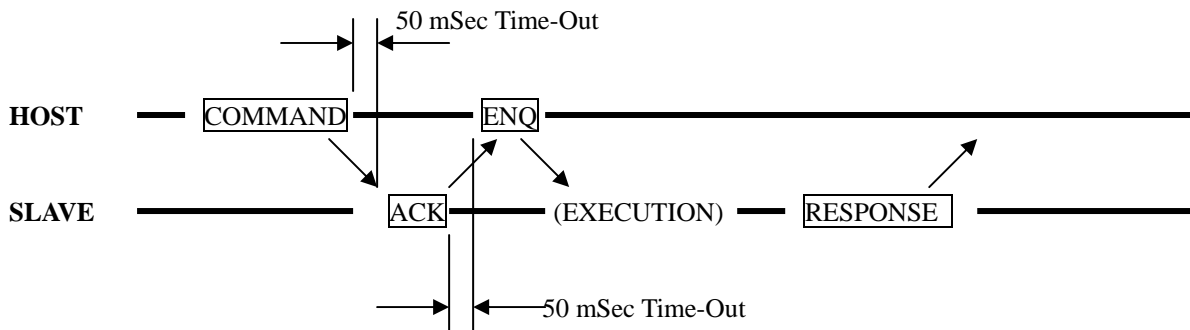 50 mSec Time-Out
HOST COMMAND ENQ
SLAVE ACK (EXECUTION) RESPONSE
50 mSec Time-Out